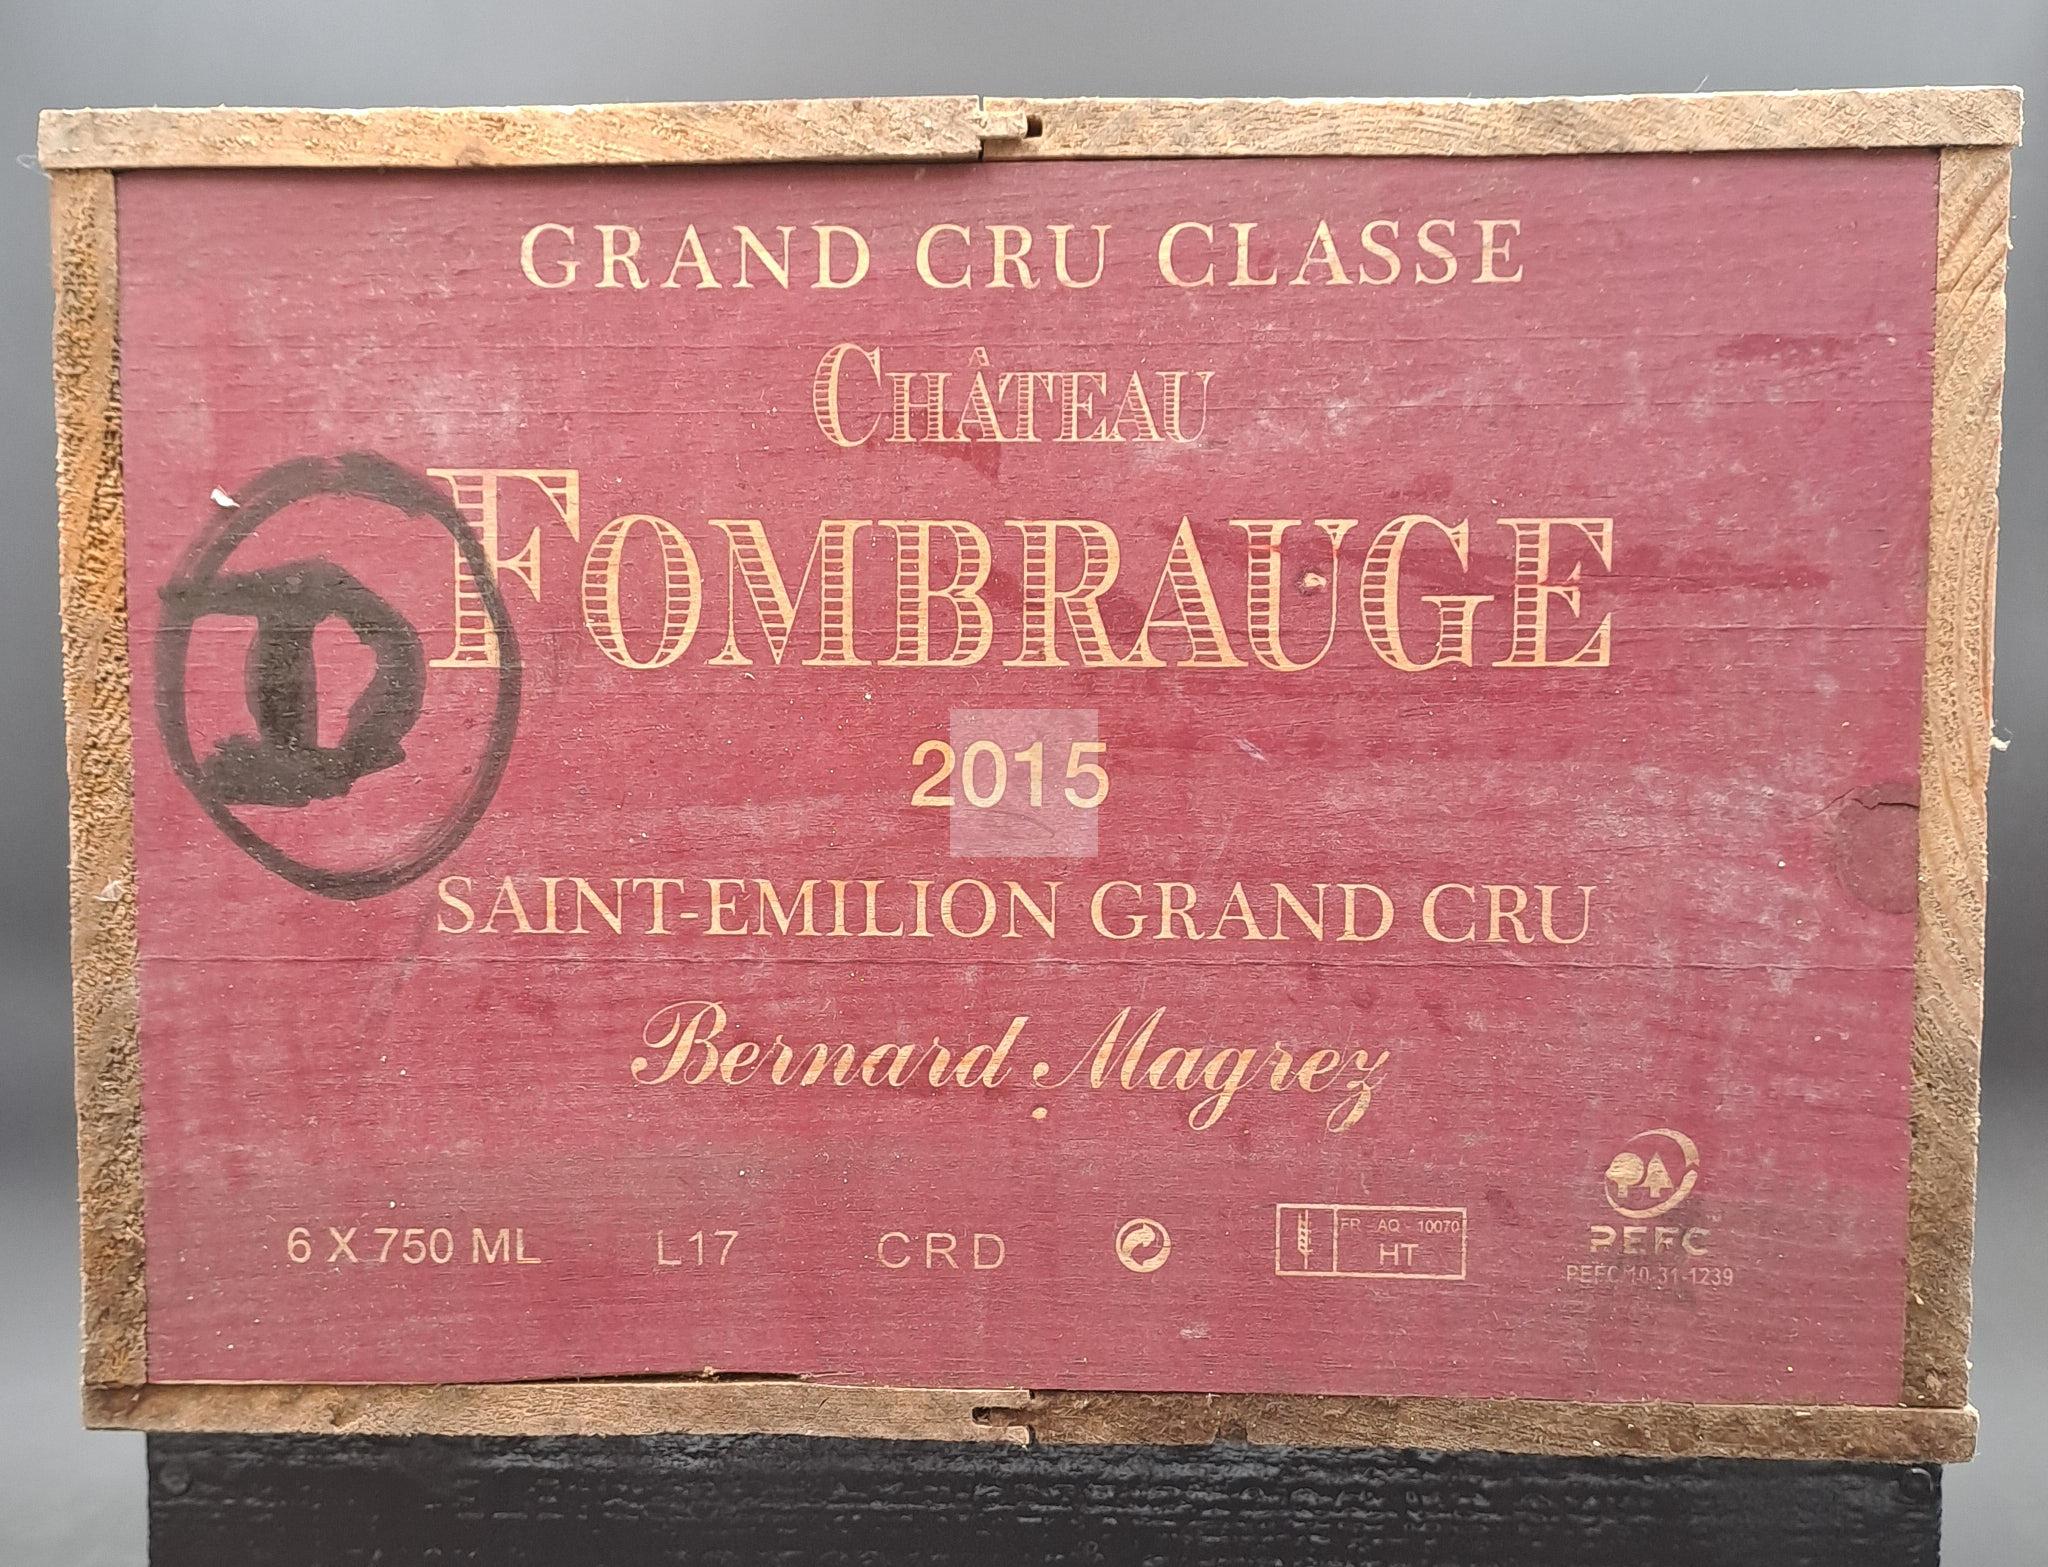 GRAND CRU CLASSE
CHÂTEAU
FOMBRAUGE
D
2015
SAINT-EMILION GRAND CRU
Bernard Magrez
6 X 750 ML L17 CRD FR - AQ - 10070
HT
PEFC
PEFC/10-31-1239